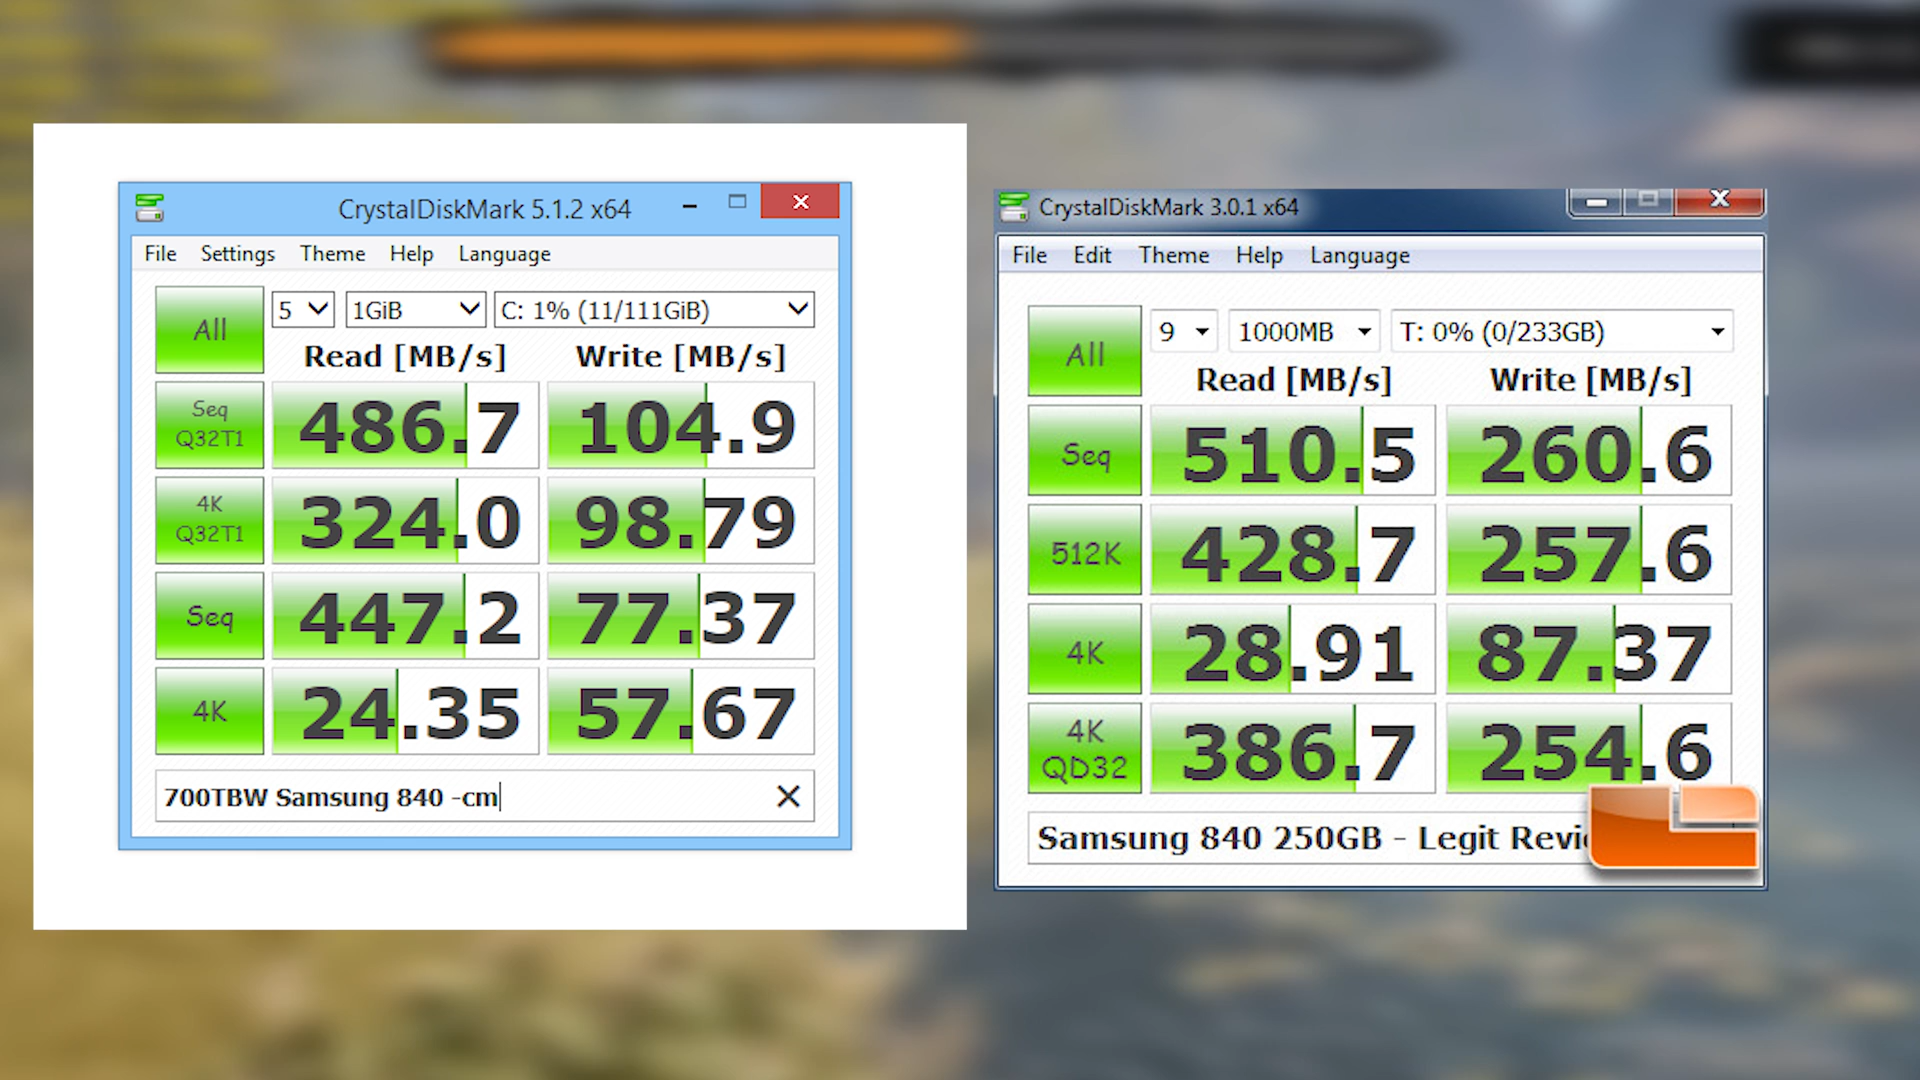 CrystalDiskMark 5.1.2 x64
File Settings Theme Help Language
All 5 1GiB C: 1% (11/111GiB)
Read [MB/s] Write [MB/s]
Seq Q32T1 486.7 104.9
4K Q32T1 324.0 98.79
Seq 447.2 77.37
4K 24.35 57.67
700TBW Samsung 840 -cm
CrystalDiskMark 3.0.1 x64
File Edit Theme Help Language
All 9 1000MB T: 0% (0/233GB)
Read [MB/s] Write [MB/s]
Seq 510.5 260.6
512K 428.7 257.6
4K 28.91 87.37
4K QD32 386.7 254.6
Samsung 840 250GB - Legit